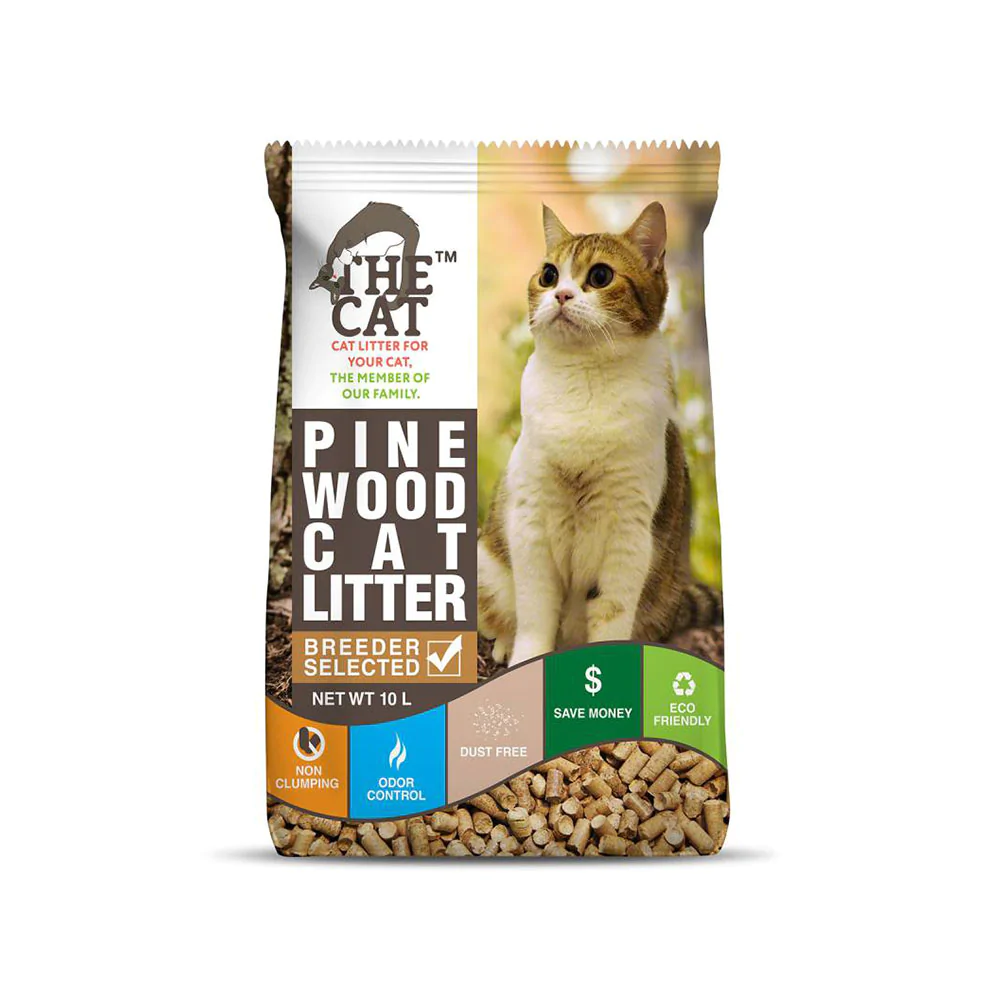 THE™
CAT
CAT LITTER FOR
YOUR CAT,
THE MEMBER OF
OUR FAMILY.
PINE
WOOD
CAT
LITTER
BREEDER
SELECTED
NET WT 10 L
NON
CLUMPING
ODOR
CONTROL
DUST FREE
$
SAVE MONEY
ECO
FRIENDLY